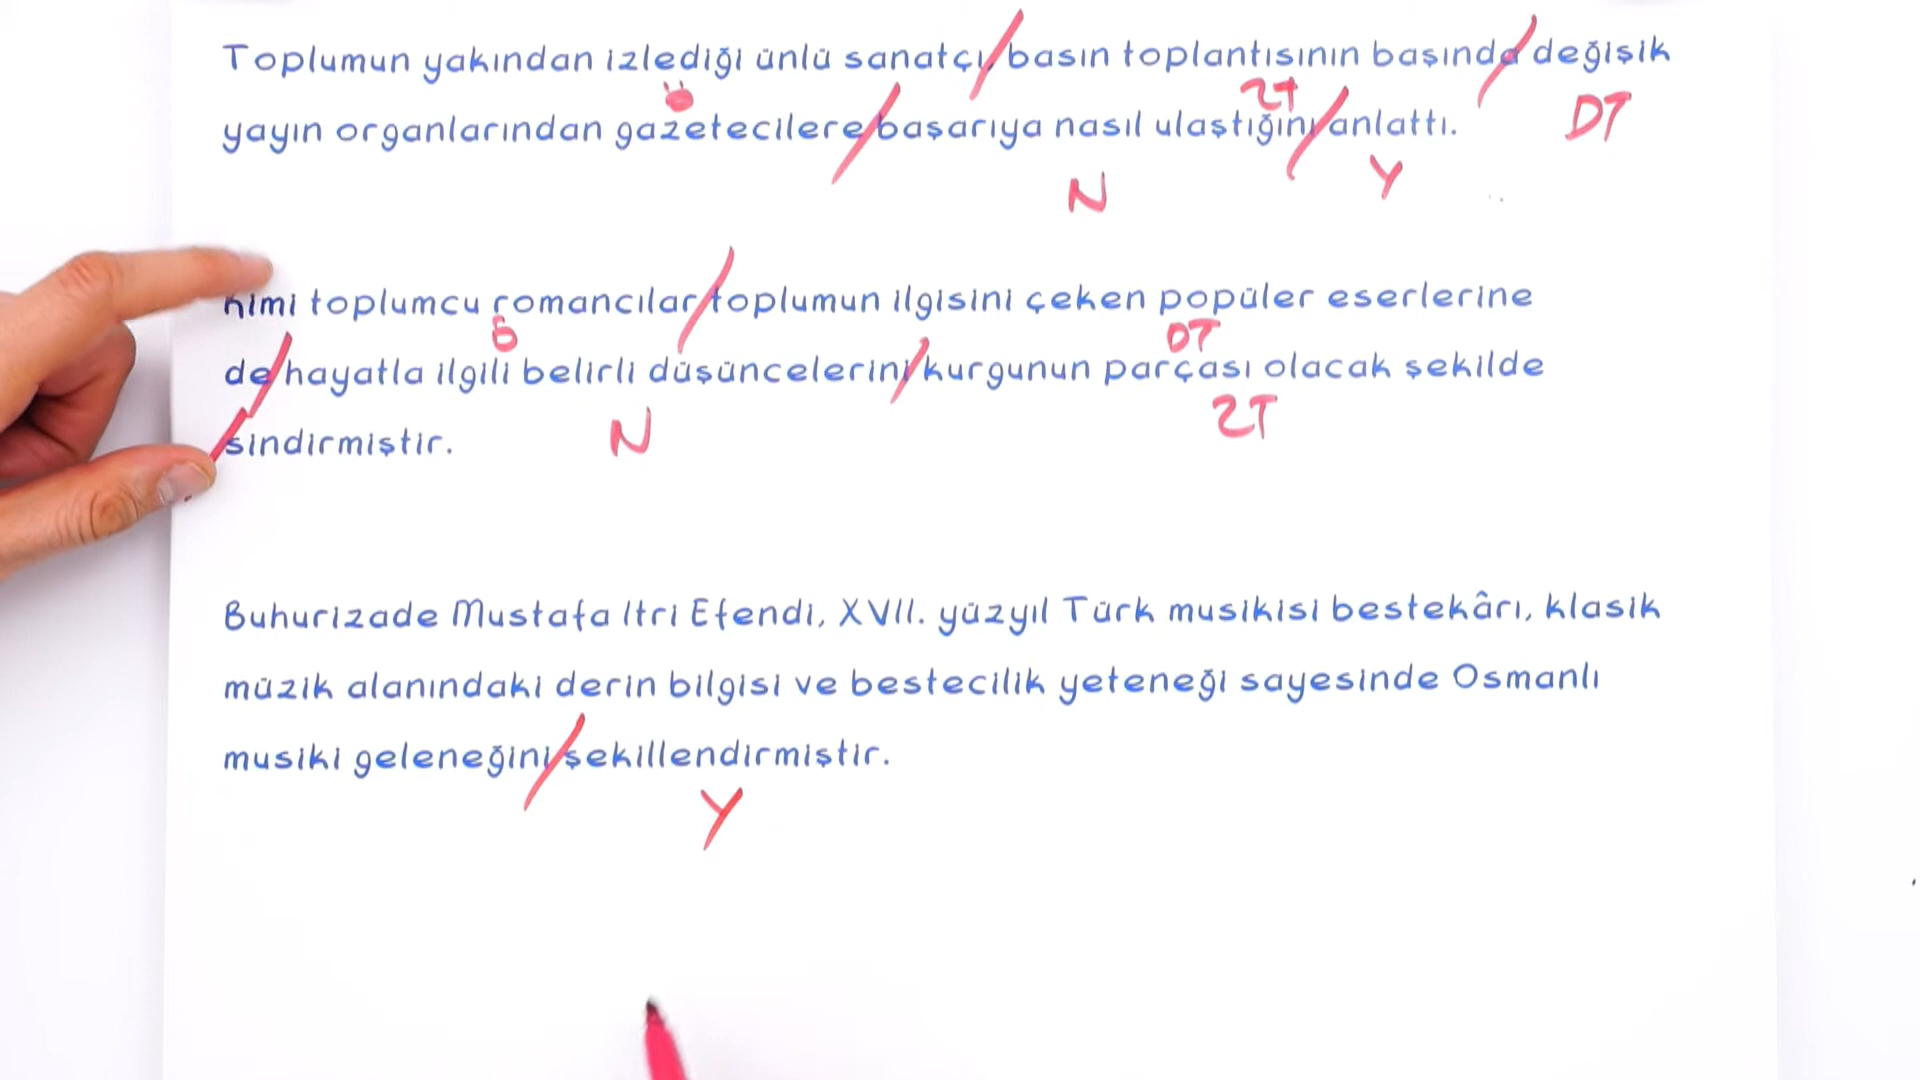 Toplumun yakından izlediği ünlü sanatçı, basın toplantısının başında değişik
Ö
ZT
yayın organlarından gazetecilere başarıya nasıl ulaştığını anlattı.
DT
N
Y
toplumcu romancılar toplumun ilgisini çeken popüler eserlerine
Ö
DT
de hayatla ilgili belirli düşüncelerini kurgunun parçası olacak şekilde
N
ZT
sindirmiştir.
Buhurizade Mustafa Itri Efendi, XVII. yüzyıl Türk musikisi bestekârı, klasik
müzik alanındaki derin bilgisi ve bestecilik yeteneği sayesinde Osmanlı
musiki geleneğini şekillendirmiştir.
Y